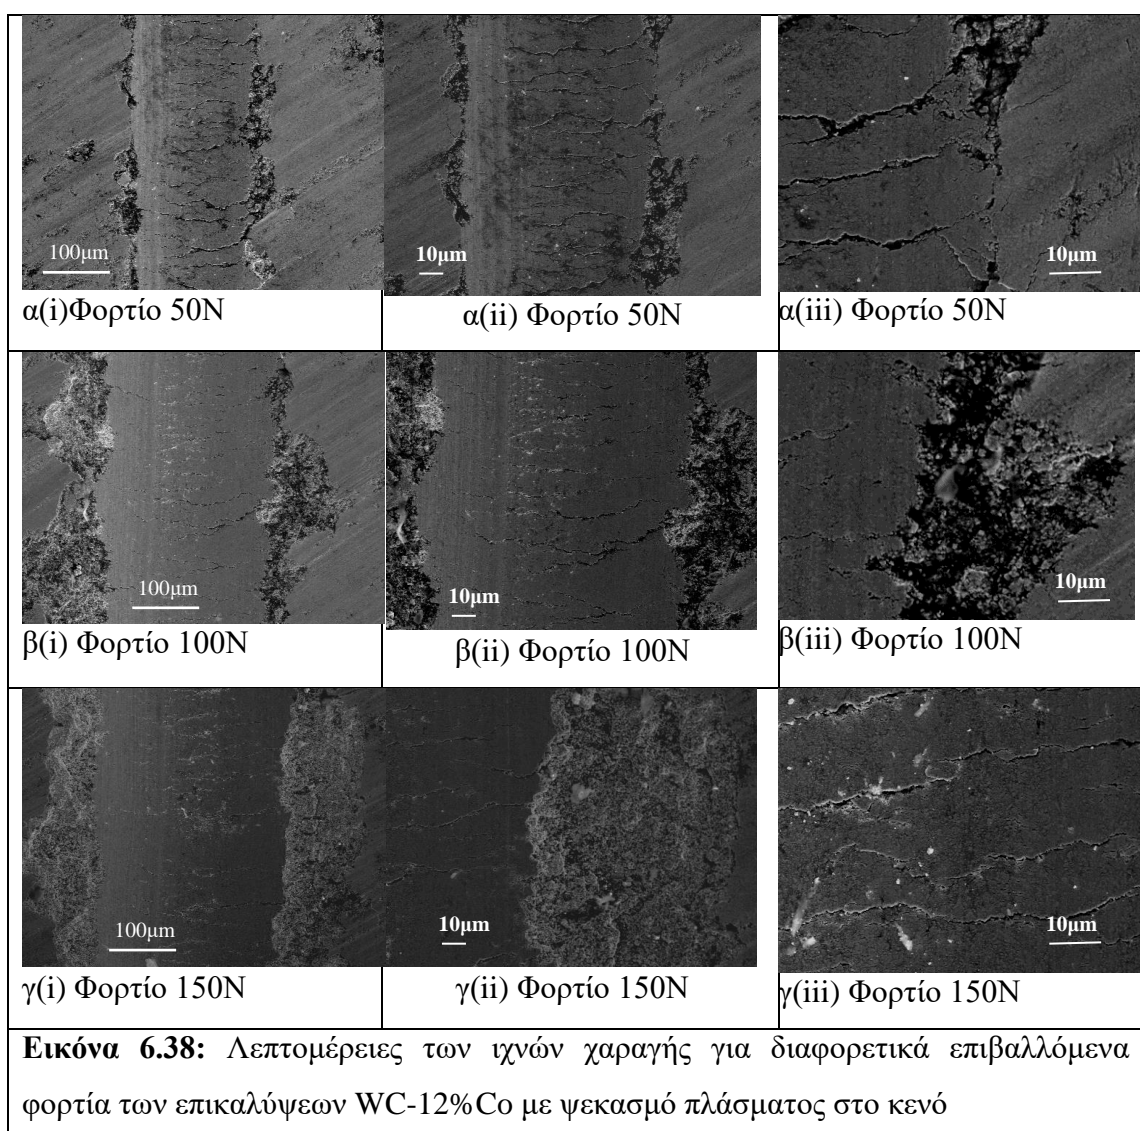 100μm
10μm
10μm
α(i)Φορτίο 50N
α(ii) Φορτίο 50N
α(iii) Φορτίο 50N
100μm
10μm
10μm
β(i) Φορτίο 100N
β(ii) Φορτίο 100N
β(iii) Φορτίο 100N
100μm
10μm
10μm
γ(i) Φορτίο 150N
γ(ii) Φορτίο 150N
γ(iii) Φορτίο 150N
Εικόνα 6.38: Λεπτομέρειες των ιχνών χαραγής για διαφορετικά επιβαλλόμενα
φορτία των επικαλύψεων WC-12%Co με ψεκασμό πλάσματος στο κενό